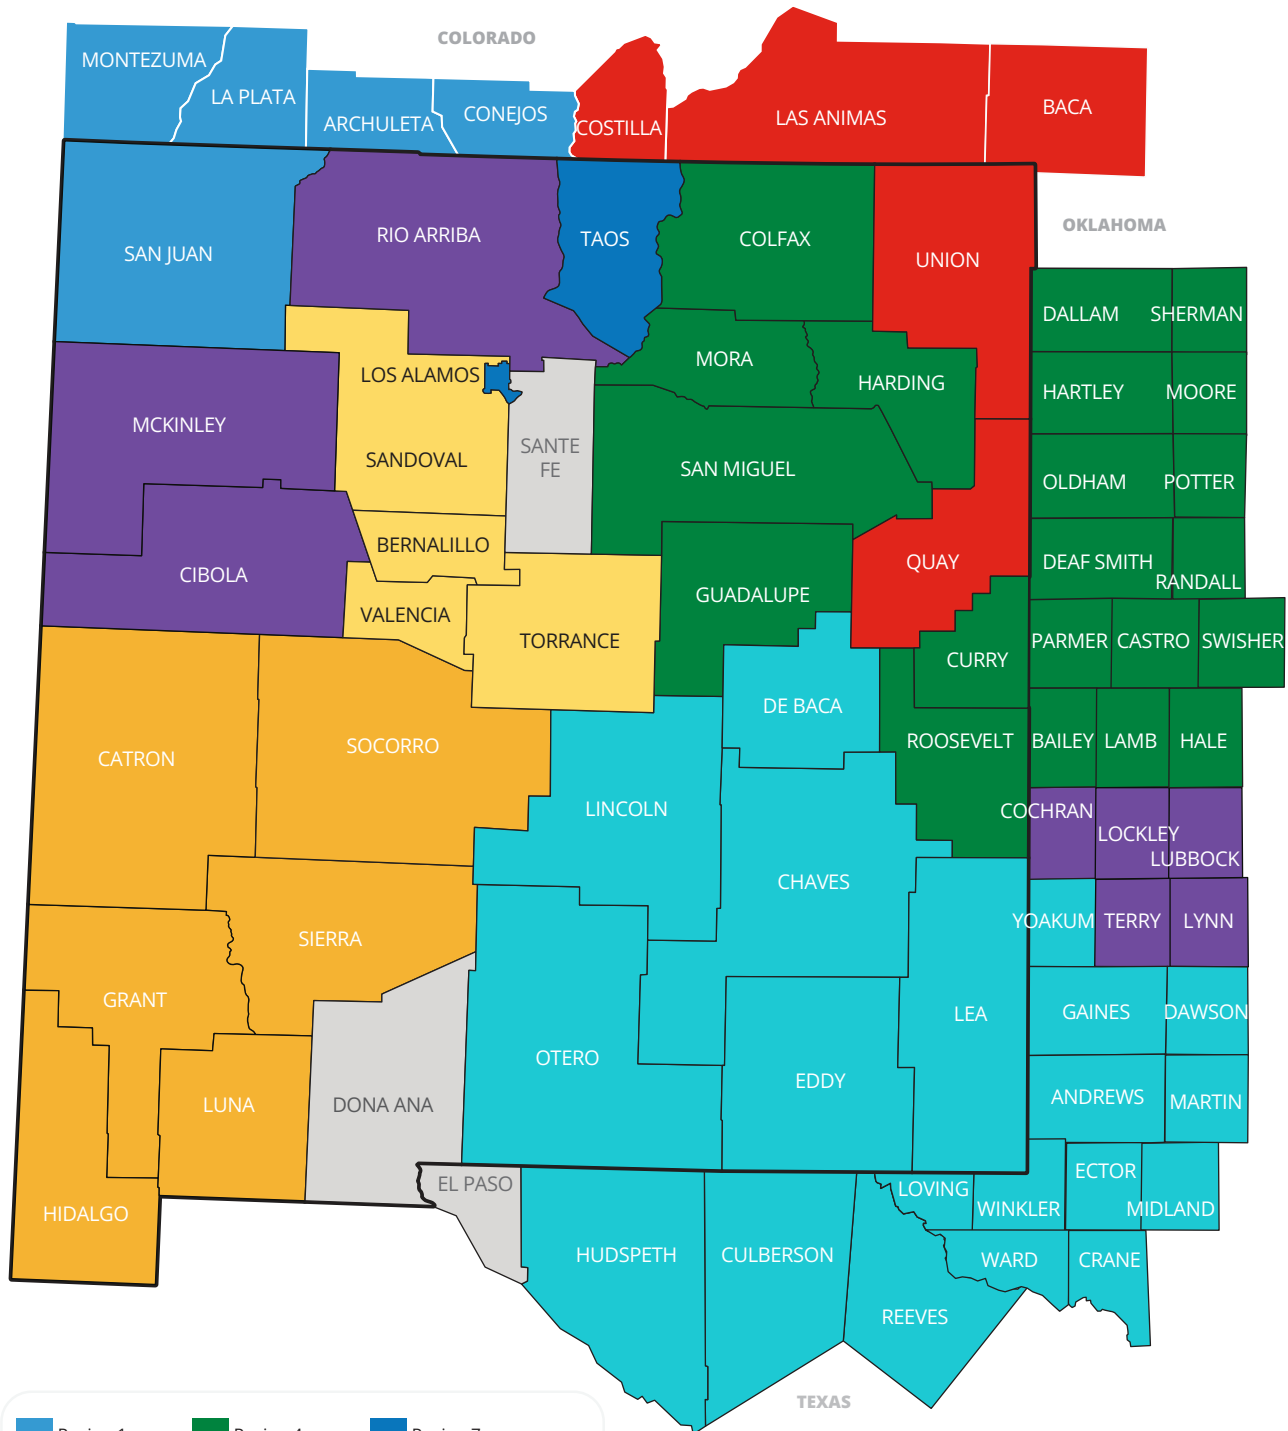 COLORADO
MONTEZUMA
LA PLATA
ARCHULETA
CONEJOS
COSTILLA
LAS ANIMAS
BACA
OKLAHOMA
SAN JUAN
RIO ARRIBA
TAOS
COLFAX
UNION
DALLAM
SHERMAN
MORA
HARDING
LOS ALAMOS
HARTLEY
MOORE
MCKINLEY
SANDOVAL
SANTE
FE
SAN MIGUEL
OLDHAM
POTTER
BERNALILLO
QUAY
DEAF SMITH
RANDALL
CIBOLA
GUADALUPE
VALENCIA
TORRANCE
CURRY
PARMER
CASTRO
SWISHER
CATRON
SOCORRO
DE BACA
ROOSEVELT
BAILEY
LAMB
HALE
LINCOLN
COCHRAN
LOCKLEY
LUBBOCK
CHAVES
SIERRA
YOAKUM
TERRY
LYNN
GRANT
LEA
GAINES
DAWSON
OTERO
EDDY
LUNA
DONA ANA
ANDREWS
MARTIN
HIDALGO
EL PASO
LOVING
WINKLER
ECTOR
MIDLAND
HUDSPETH
CULBERSON
WARD
CRANE
REEVES
TEXAS